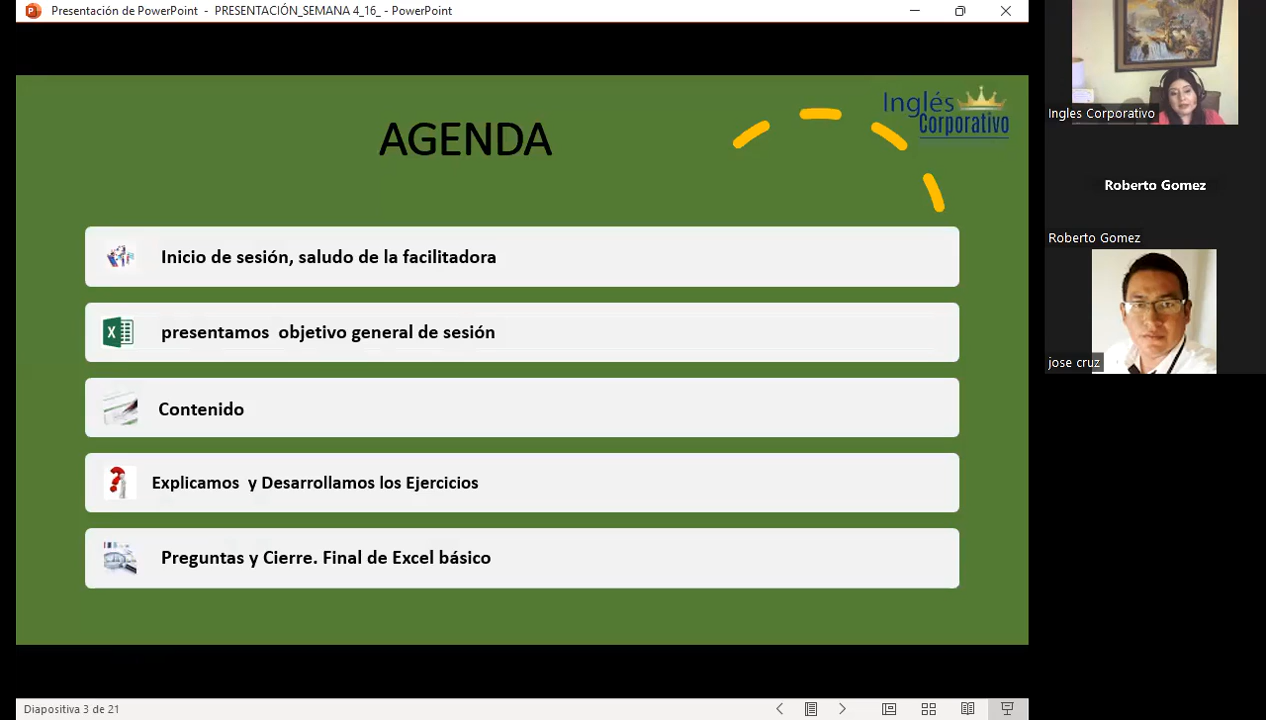 Presentación de PowerPoint - PRESENTACIÓN_SEMANA 4_16_ - PowerPoint
Inglés
Corporativo
AGENDA
Inicio de sesión, saludo de la facilitadora
presentamos objetivo general de sesión
Contenido
Explicamos y Desarrollamos los Ejercicios
Preguntas y Cierre. Final de Excel básico
Diapositiva 3 de 21
Ingles Corporativo
Roberto Gomez
Roberto Gomez
jose cruz